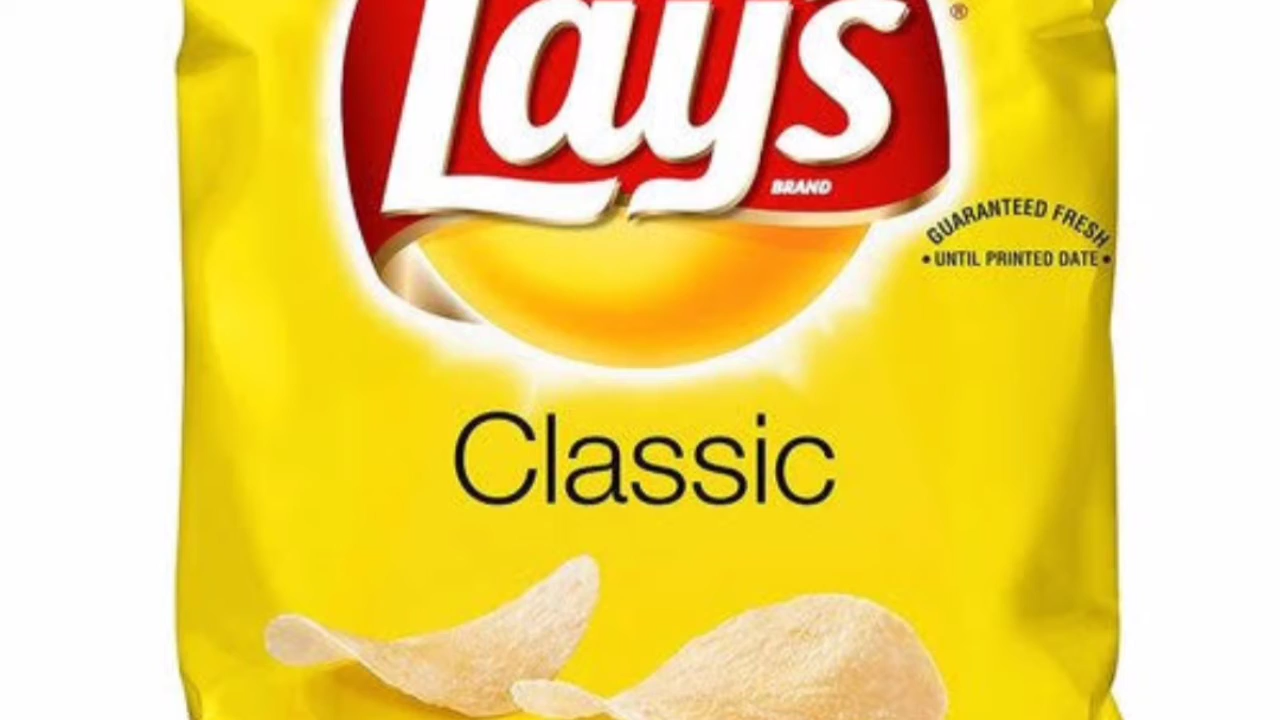 Lay's
®
BRAND
GUARANTEED FRESH
• UNTIL PRINTED DATE •
Classic